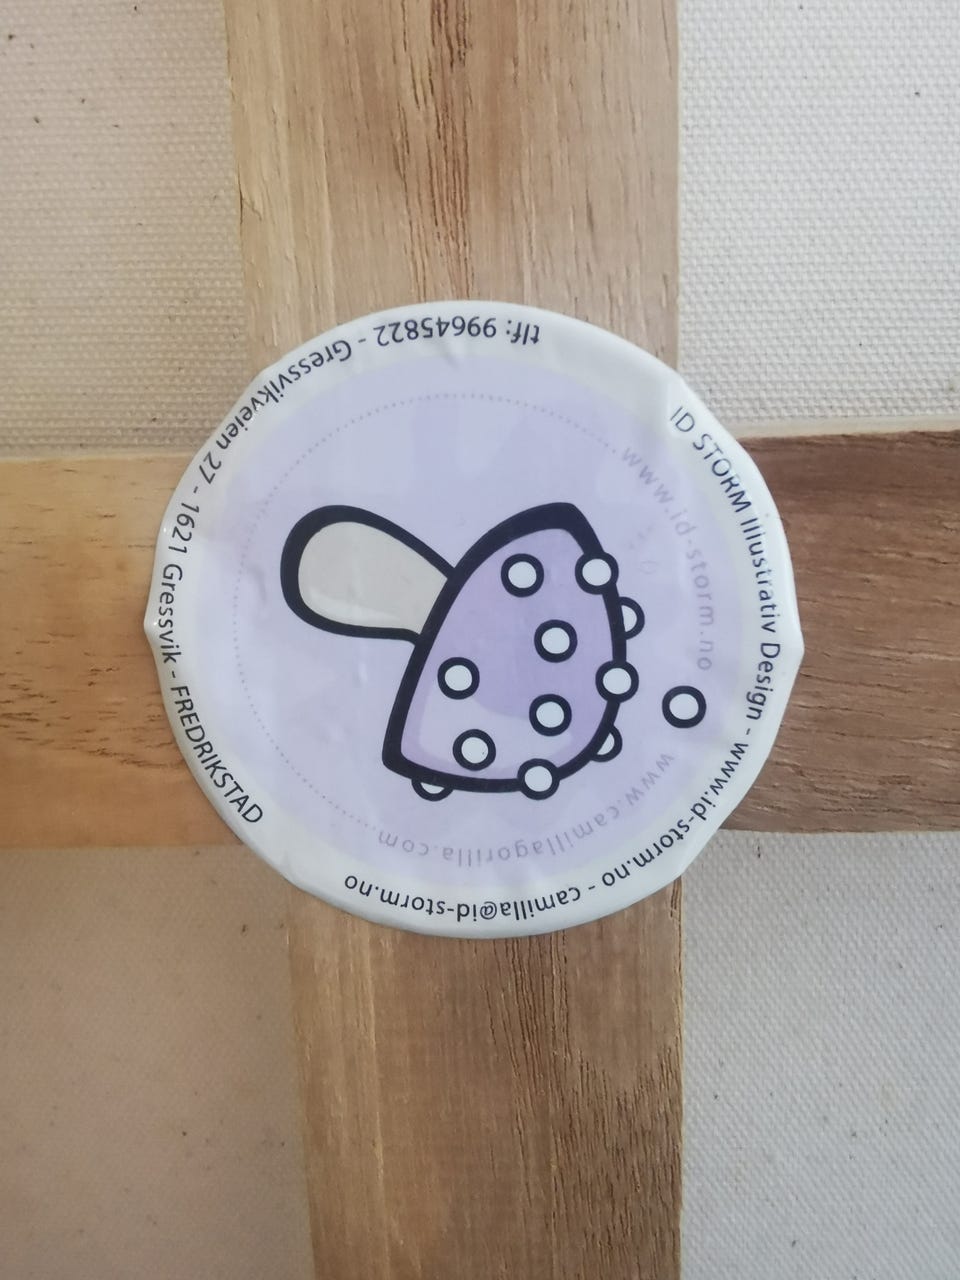 ID STORM Illustrativ Design - www.id-storm.no - camilla@id-storm.no
FREDRIKSTAD - Gressvik 1621 - 27 Gressvikveien - 99645822 tlf:
www.id-storm.no
www.camillagorilla.com